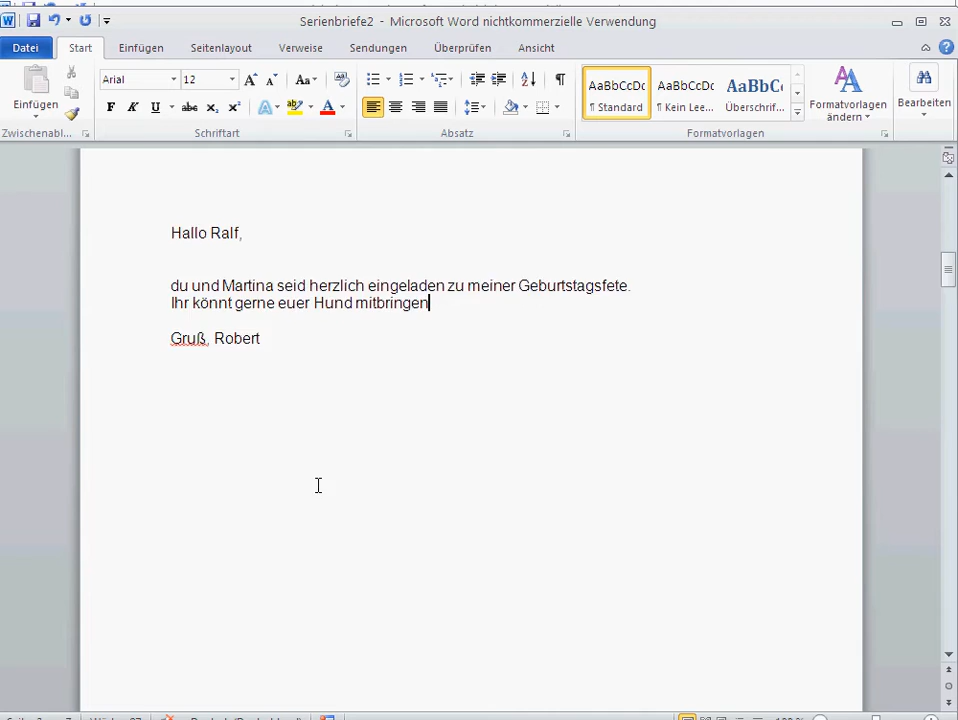 Serienbriefe2 - Microsoft Word nichtkommerzielle Verwendung
Datei Start Einfügen Seitenlayout Verweise Sendungen Überprüfen Ansicht
Arial 12 Aa
Einfügen F K U abc x₂ x² A A
AaBbCcDc AaBbCcDc AaBbCc
¶ Standard ¶ Kein Lee... Überschrif...
Formatvorlagen ändern Bearbeiten
Zwischenabl... Schriftart Absatz Formatvorlagen
Hallo Ralf,
du und Martina seid herzlich eingeladen zu meiner Geburtstagsfete.
Ihr könnt gerne euer Hund mitbringen
Gruß, Robert